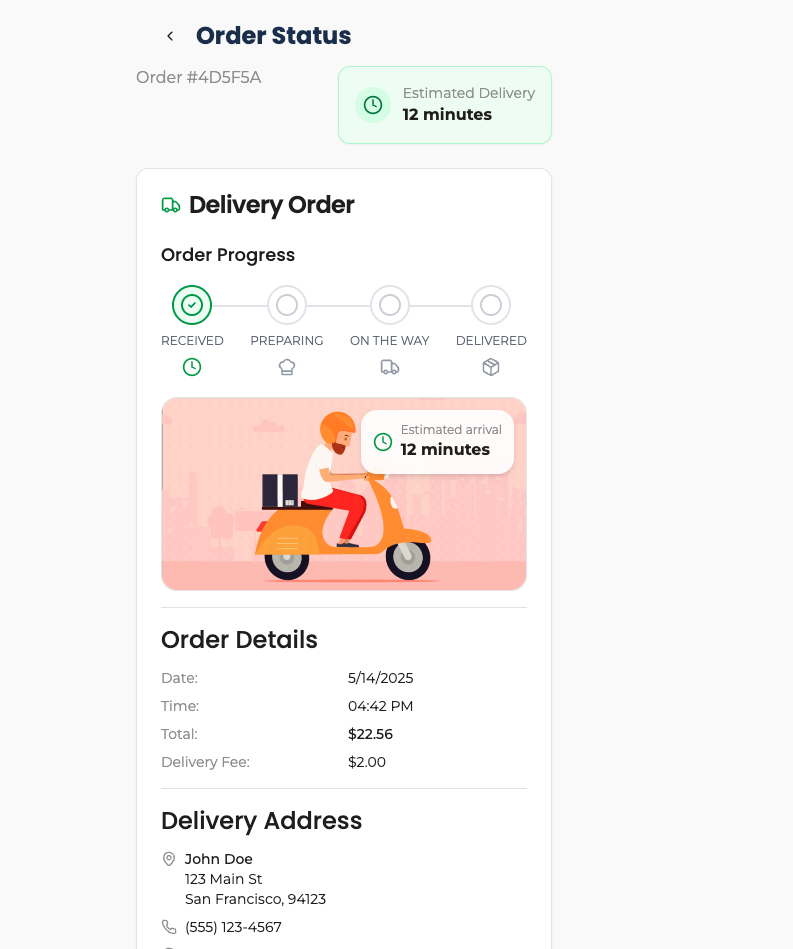 Order Status
Order #4D5F5A
Estimated Delivery
12 minutes
Delivery Order
Order Progress
RECEIVED
PREPARING
ON THE WAY
DELIVERED
Estimated arrival
12 minutes
Order Details
Date: 5/14/2025
Time: 04:42 PM
Total: $22.56
Delivery Fee: $2.00
Delivery Address
John Doe
123 Main St
San Francisco, 94123
(555) 123-4567